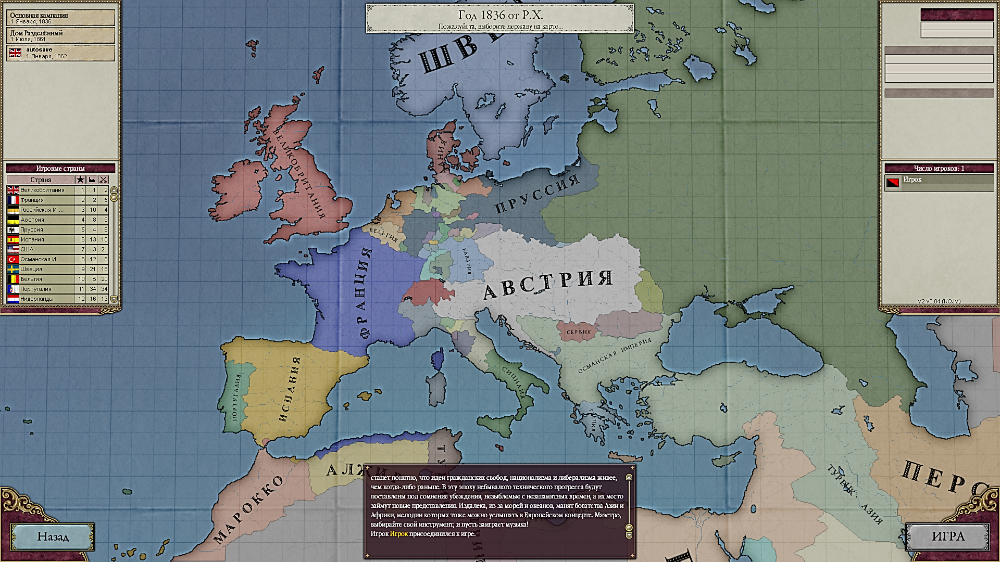 Основная кампания
1 Января, 1836
Дом Разделённый
1 Июля, 1861
autosave
1 Января, 1862
Год 1836 от Р.Х.
Пожалуйста, выберите державу на карте...
Игровые страны
Страна
Великобритания 1 1 2
Франция 2 2 5
Российская И ... 3 10 4
Австрия 4 8 9
Пруссия 5 4 6
Испания 6 13 10
США 7 3 21
Османская И ... 8 12 8
Швеция 9 21 18
Бельгия 10 5 20
Португалия 11 34 34
Нидерланды 12 16 13
Число игроков: 1
Игрок
V2 v3.04 (KQJV)
ВЕЛИКОБРИТАНИЯ
ПРУССИЯ
БЕЛЬГИЯ
БАВАРИЯ
ФРАНЦИЯ
АВСТРИЯ
СЕРБИЯ
ОСМАНСКАЯ ИМПЕРИЯ
ИСПАНИЯ
ПОРТУГАЛИЯ
СИЦИЛИЯ
МАРОККО
станет понятно, что идеи гражданских свобод, национализма и либерализма живее,
чем когда-либо раньше. В эту эпоху небывалого технического прогресса будут
поставлены под сомнение убеждения, незыблемые с незапамятных времен, а их место
займут новые представления. Издалека, из-за морей и океанов, манят богатства Азии и
Африки, мелодии которых тоже можно услышать в Европейском концерте. Маэстро,
выбирайте свой инструмент, и пусть заиграет музыка!
Игрок Игрок присоединился к игре.
Назад
ИГРА